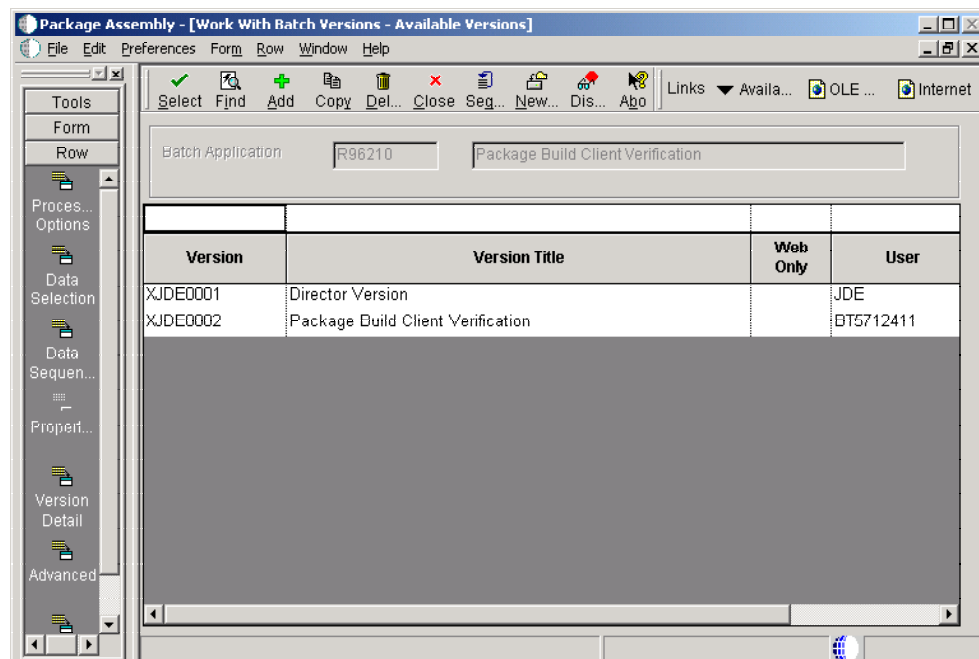 Package Assembly - [Work With Batch Versions - Available Versions]
File Edit Preferences Form Row Window Help
Select Find Add Copy Del... Close Seq... New... Dis... Abo Links Availa... OLE ... Internet
Tools
Form
Row
Proces...
Options
Data
Selection
Data
Sequen...
Propert...
Version
Detail
Advanced
Batch Application R96210 Package Build Client Verification
Version Version Title Web Only User
XJDE0001 Director Version JDE
XJDE0002 Package Build Client Verification BT5712411